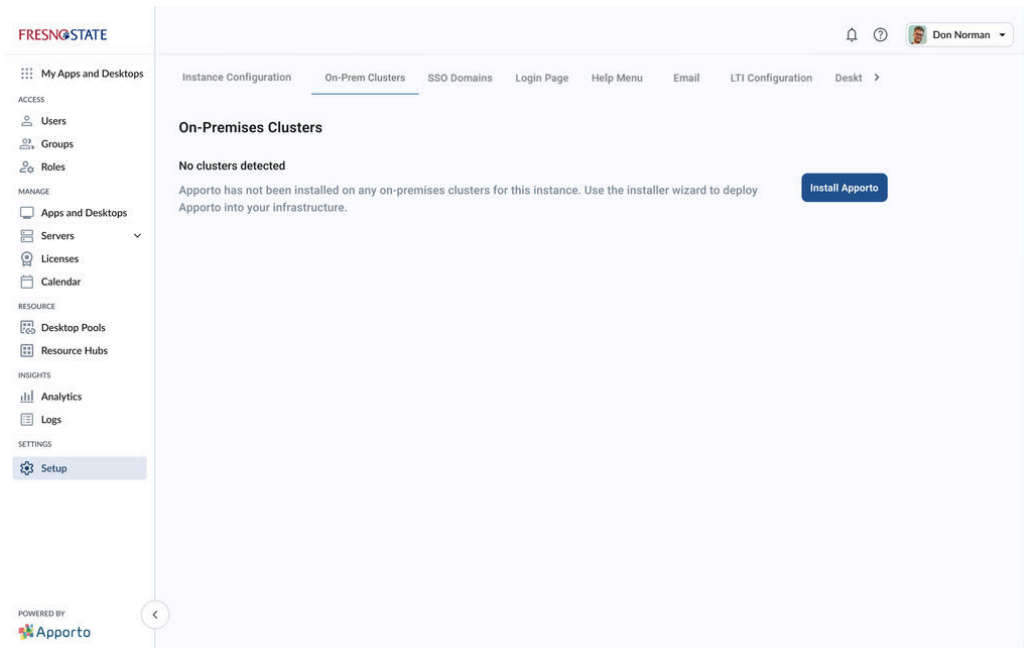 FRESNO STATE
Don Norman
My Apps and Desktops
ACCESS
Users
Groups
Roles
MANAGE
Apps and Desktops
Servers
Licenses
Calendar
RESOURCE
Desktop Pools
Resource Hubs
INSIGHTS
Analytics
Logs
SETTINGS
Setup
POWERED BY
Apporto
Instance Configuration
On-Prem Clusters
SSO Domains
Login Page
Help Menu
Email
LTI Configuration
Deskt
On-Premises Clusters
No clusters detected
Apporto has not been installed on any on-premises clusters for this instance. Use the installer wizard to deploy
Apporto into your infrastructure.
Install Apporto